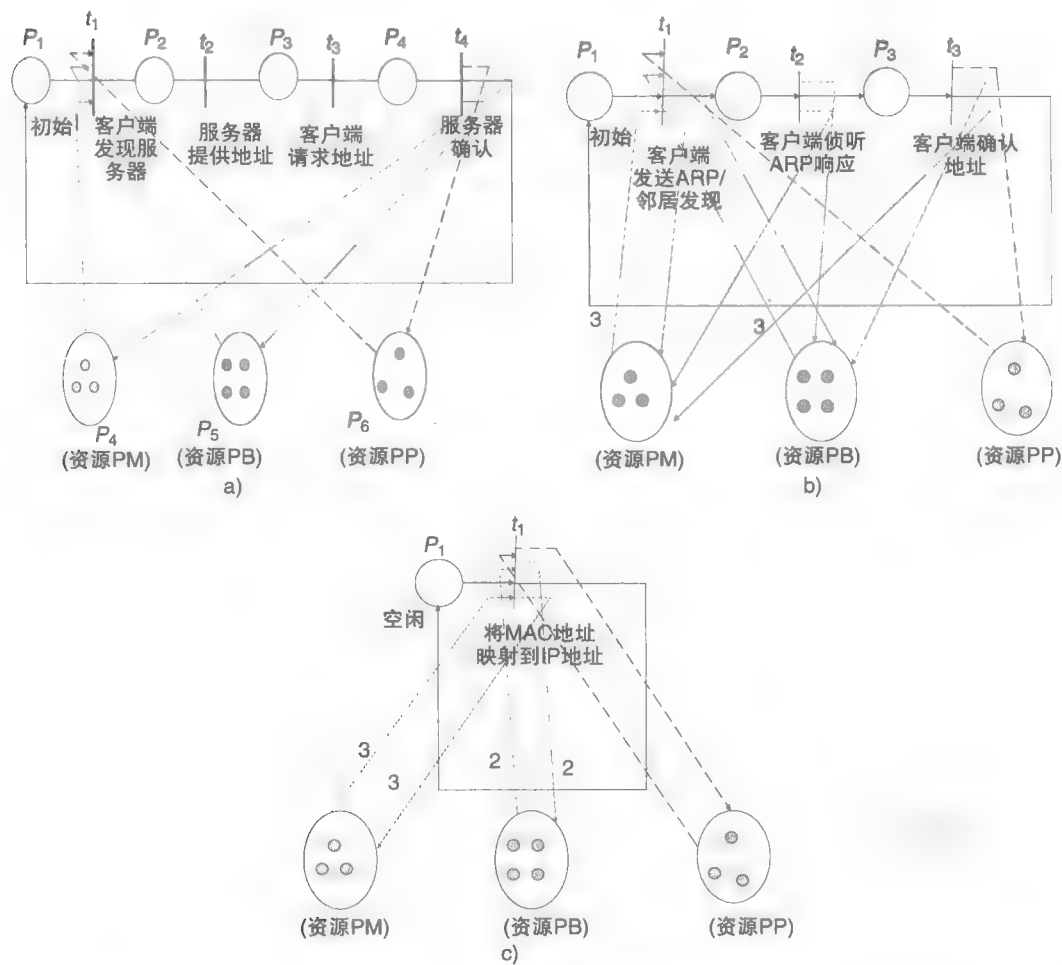 P1 t1 P2 t2 P3 t3 P4 t4
初始
客户端
发现服
务器
服务器
提供地址
客户端
请求地址
服务器
确认
P4
(资源PM)
P5
(资源PB)
P6
(资源PP)
a)
P1 t1 P2 t2 P3 t3
初始
客户端
发送ARP/
邻居发现
客户端侦听
ARP响应
客户端确认
地址
3
3
(资源PM)
(资源PB)
(资源PP)
b)
P1 t1
空闲
将MAC地址
映射到IP地址
3
3
2
2
(资源PM)
(资源PB)
(资源PP)
c)